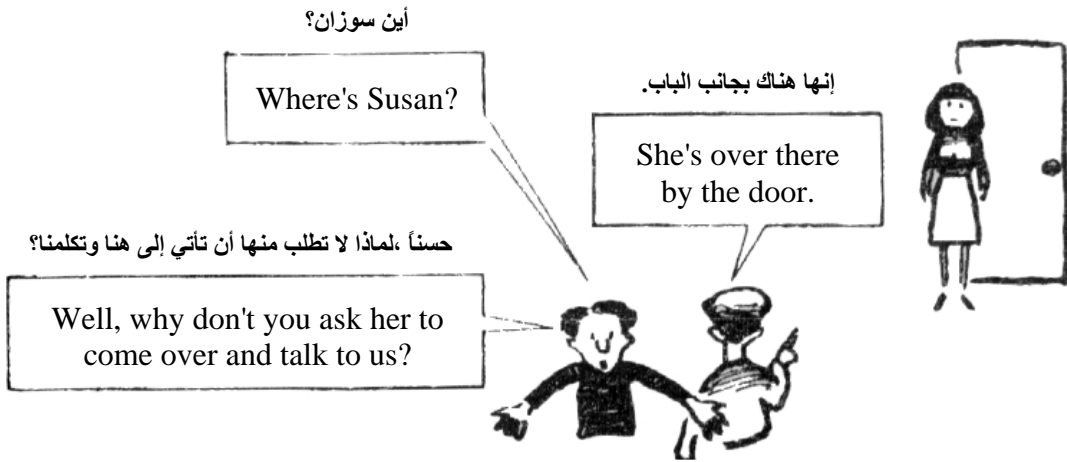 أين سوزان؟
Where's Susan?
إنها هناك بجانب الباب.
She's over there
by the door.
حسناً ،لماذا لا تطلب منها أن تأتي إلى هنا وتكلمنا؟
Well, why don't you ask her to
come over and talk to us?